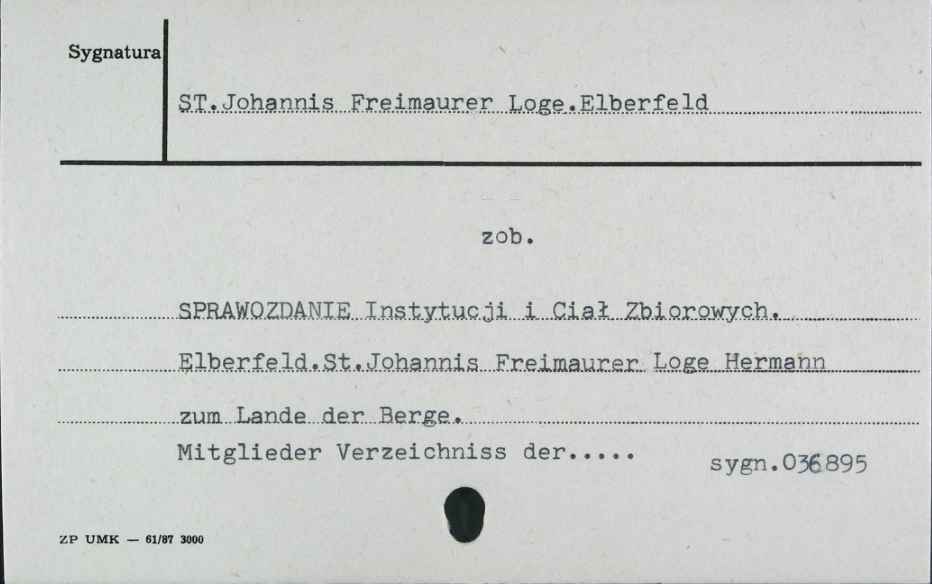 Sygnatura
ST.Johannis Freimaurer Loge.Elberfeld
zob.
SPRAWOZDANIE Instytucji i Ciał Zbiorowych.
Elberfeld.St.Johannis Freimaurer Loge Hermann
zum Lande der Berge.
Mitglieder Verzeichniss der.....
sygn.036895
ZP UMK — 61/87 3000